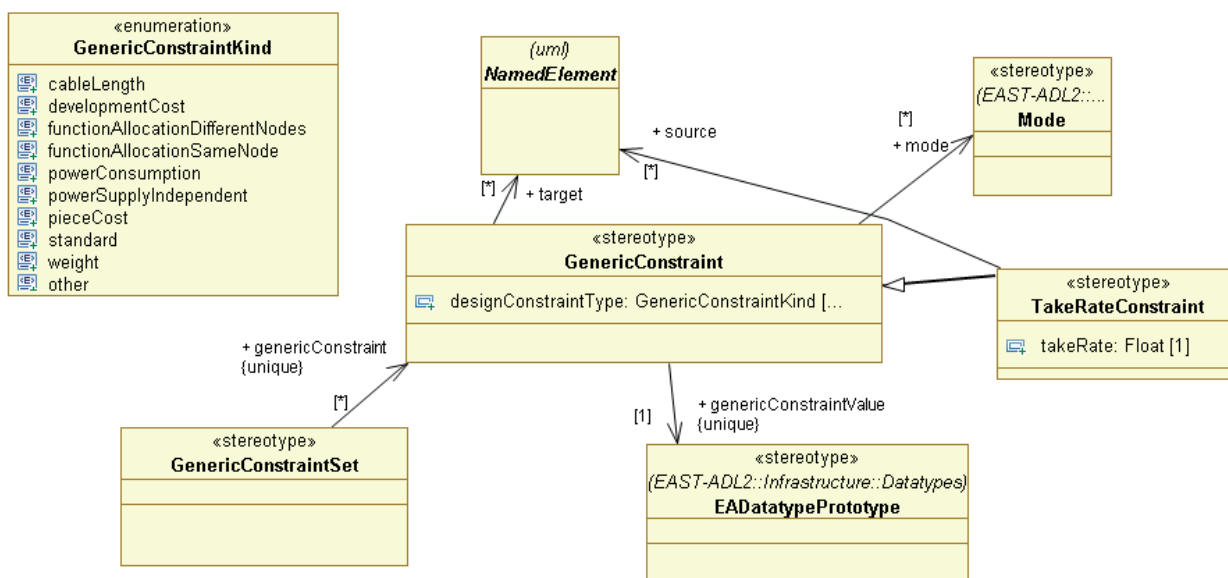 «enumeration»
GenericConstraintKind
cableLength
developmentCost
functionAllocationDifferentNodes
functionAllocationSameNode
powerConsumption
powerSupplyIndependent
pieceCost
standard
weight
other
(uml)
NamedElement
«stereotype»
(EAST-ADL2::...
Mode
+ source
[*]
[*]
+ mode
[*]
+ target
«stereotype»
GenericConstraint
designConstraintType: GenericConstraintKind [...
«stereotype»
TakeRateConstraint
takeRate: Float [1]
+ genericConstraint
{unique}
[*]
[1]
+ genericConstraintValue
{unique}
«stereotype»
GenericConstraintSet
«stereotype»
(EAST-ADL2::Infrastructure::Datatypes)
EADatatypePrototype